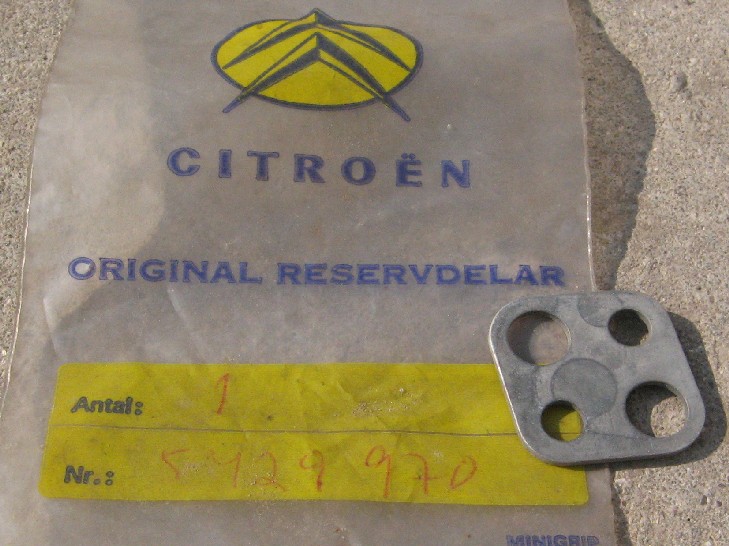 CITROËN
ORIGINAL RESERVDELAR
Antal: 1
Nr.: 5429 970
MINIGRIP